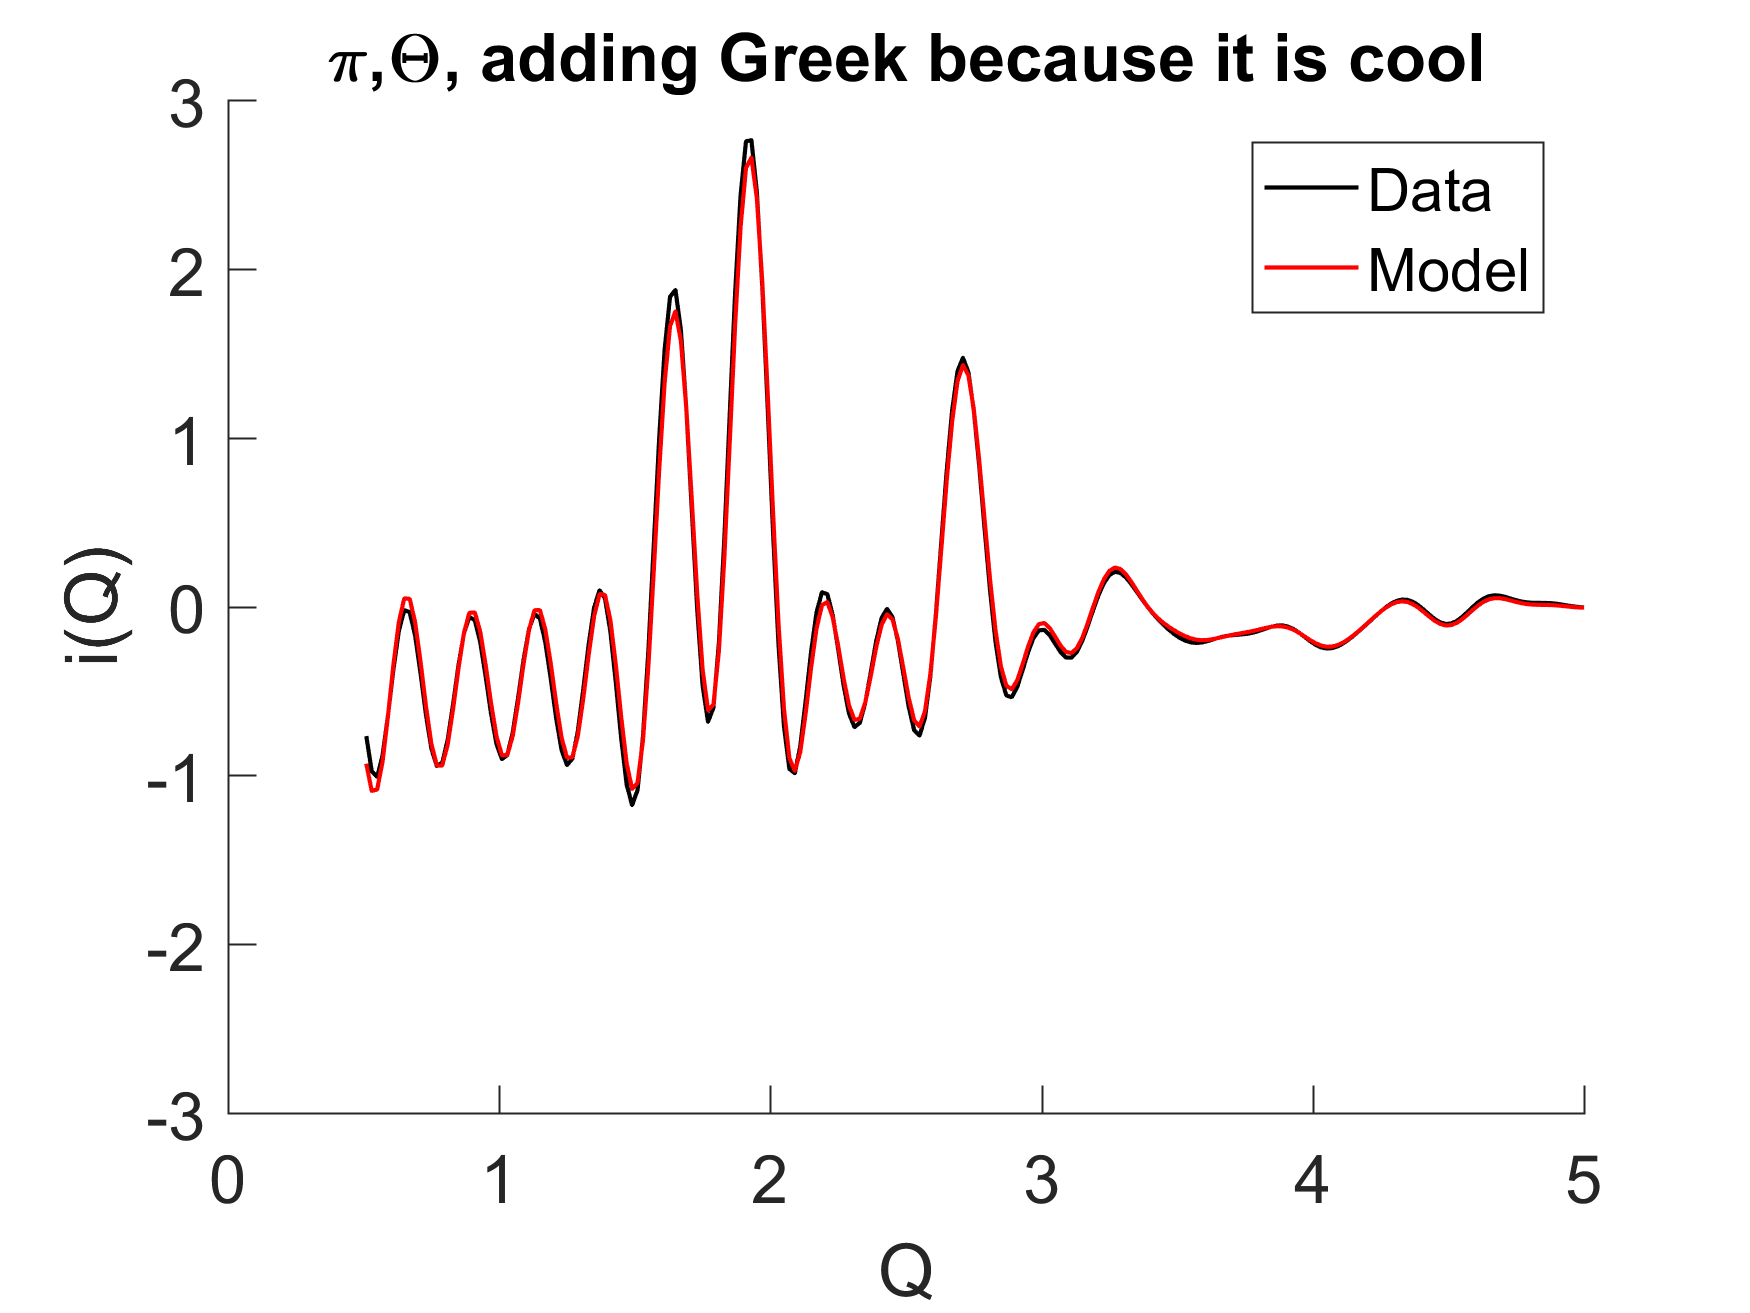 π,Θ, adding Greek because it is cool
3
2
1
0
-1
-2
-3
i(Q)
Data
Model
0 1 2 3 4 5
Q